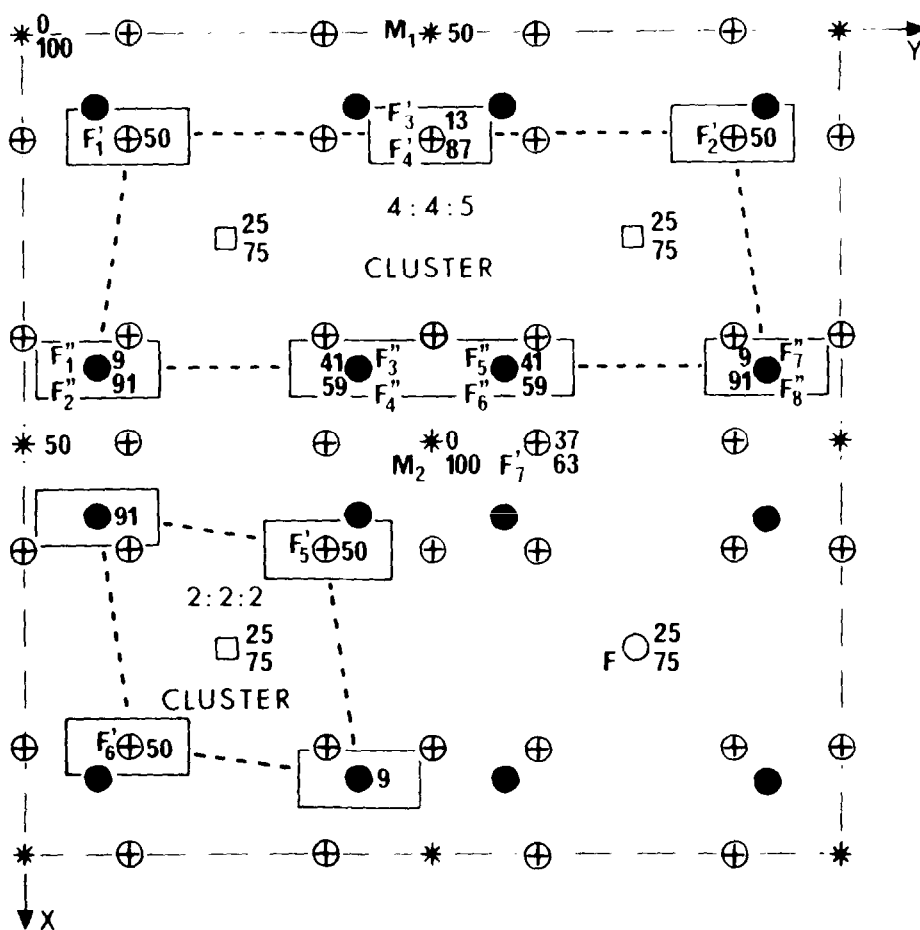 0
100
M₁ 50
Y
F₁' 50
F₃' 13
F₄' 87
F₂' 50
4:4:5
25
75
25
75
CLUSTER
F₁'' 9
F₂'' 91
41 F₃''
59 F₄''
F₅'' 41
F₆'' 59
9 F₇''
91 F₈''
50
0
M₂ 100
F₇' 37
63
91
F₅' 50
2:2:2
25
75
F 25
75
CLUSTER
F₆' 50
9
X